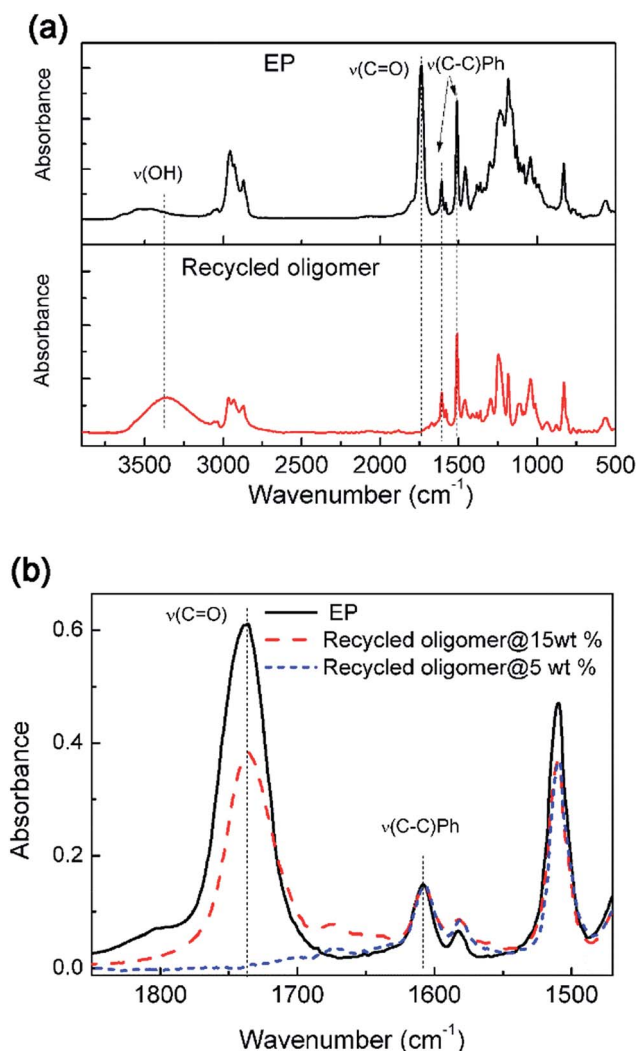 (a)
EP
ν(C=O)
ν(C-C)Ph
ν(OH)
Absorbance
Recycled oligomer
Absorbance
3500 3000 2500 2000 1500 1000 500
Wavenumber (cm⁻¹)
(b)
ν(C=O)
EP
Recycled oligomer@15wt %
Recycled oligomer@5 wt %
ν(C-C)Ph
0.6
0.4
0.2
0.0
Absorbance
1800 1700 1600 1500
Wavenumber (cm⁻¹)